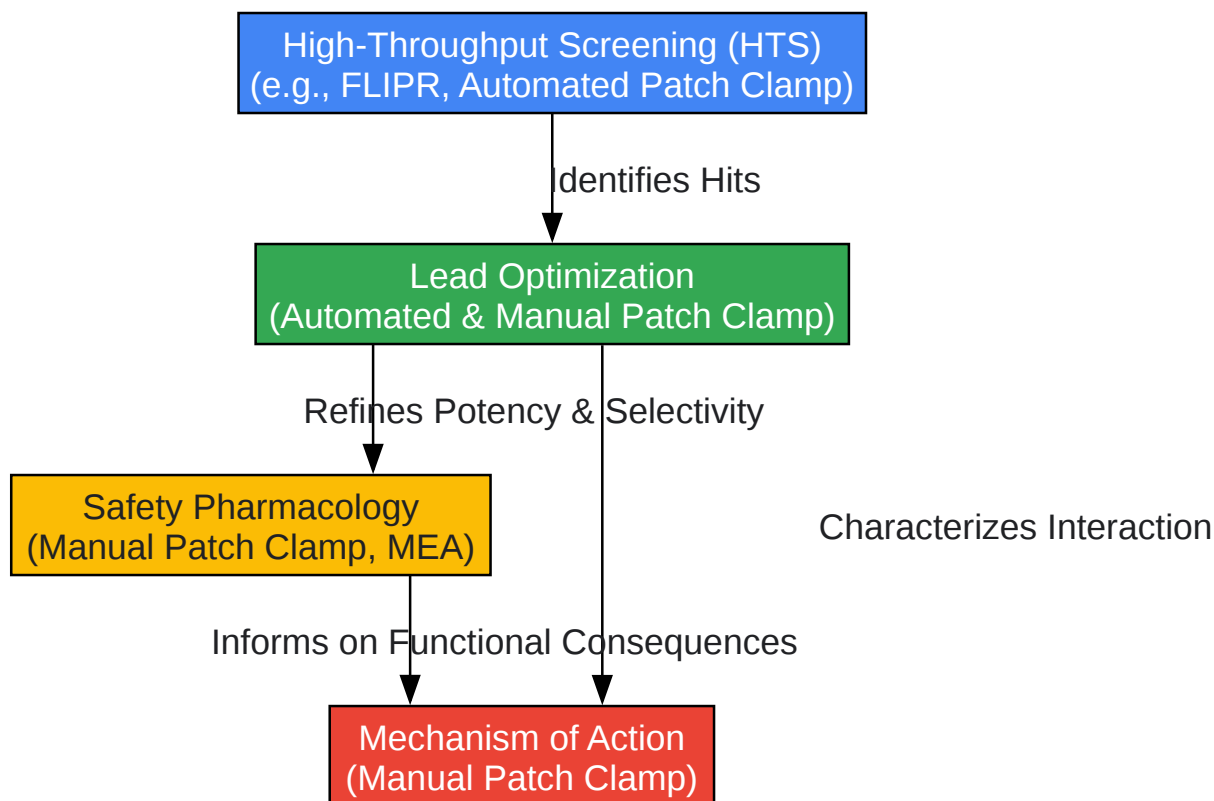 High-Throughput Screening (HTS)
(e.g., FLIPR, Automated Patch Clamp)
Identifies Hits
Lead Optimization
(Automated & Manual Patch Clamp)
Refines Potency & Selectivity
Safety Pharmacology
(Manual Patch Clamp, MEA)
Characterizes Interaction
Informs on Functional Consequences
Mechanism of Action
(Manual Patch Clamp)